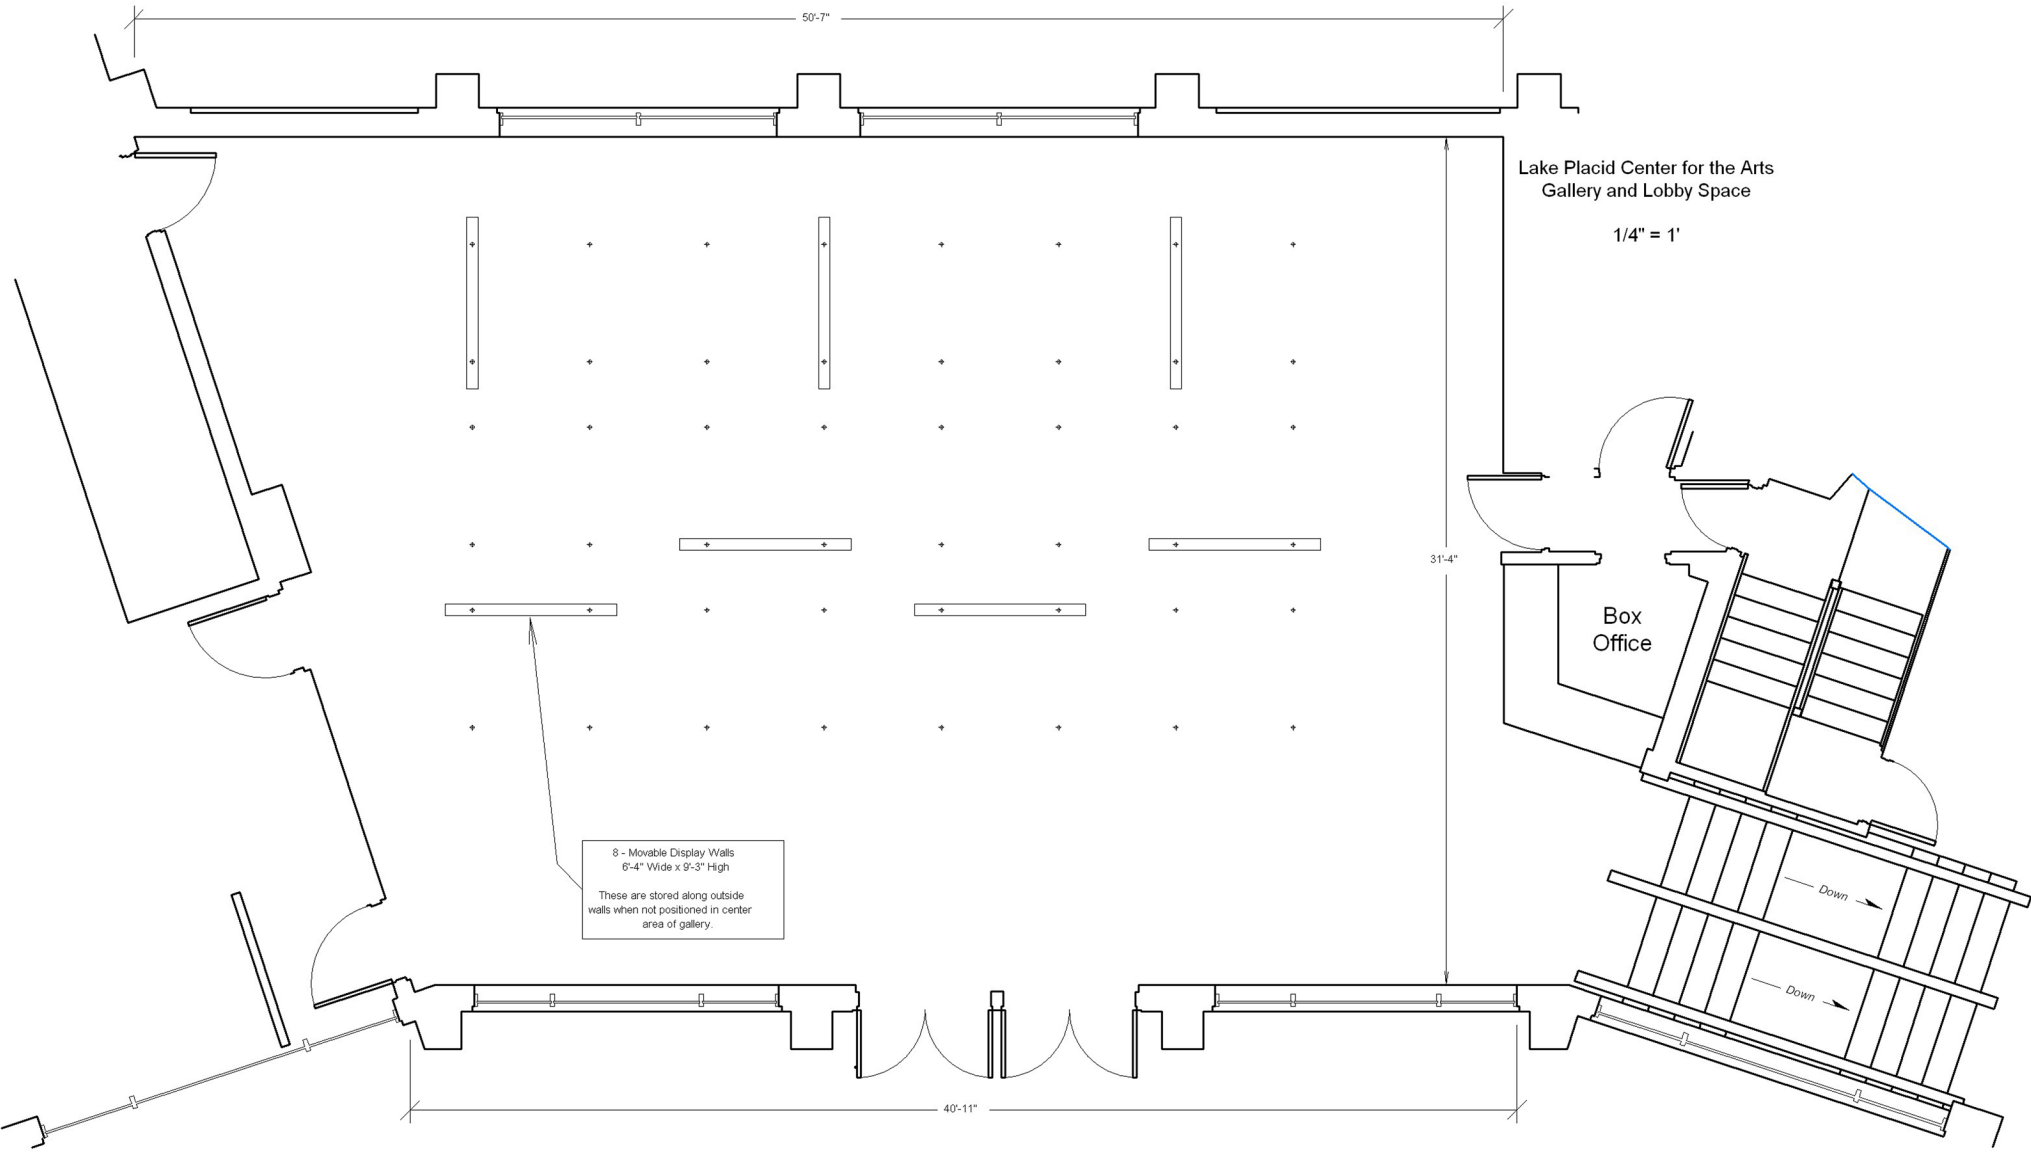 50'-7"
Lake Placid Center for the Arts
Gallery and Lobby Space
1/4" = 1'
31'-4"
Box
Office
8 - Movable Display Walls
6'-4" Wide x 9'-3" High
These are stored along outside
walls when not positioned in center
area of gallery.
Down
Down
40'-11"